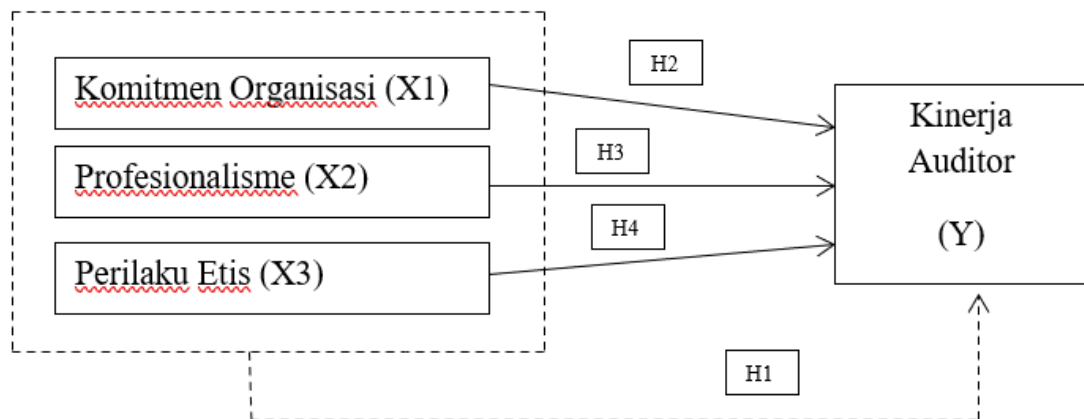 Komitmen Organisasi (X1)
Profesionalisme (X2)
Perilaku Etis (X3)
H2
H3
H4
H1
Kinerja
Auditor
(Y)